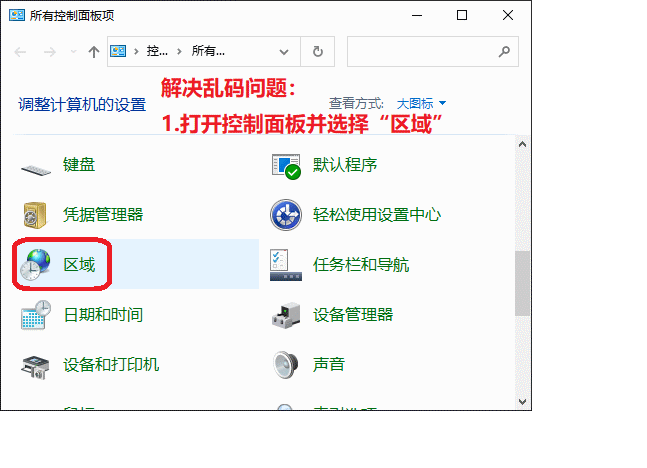 所有控制面板项
控... 所有...
解决乱码问题：
调整计算机的设置
查看方式: 大图标
1.打开控制面板并选择“区域”
键盘
默认程序
凭据管理器
轻松使用设置中心
区域
任务栏和导航
日期和时间
设备管理器
设备和打印机
声音